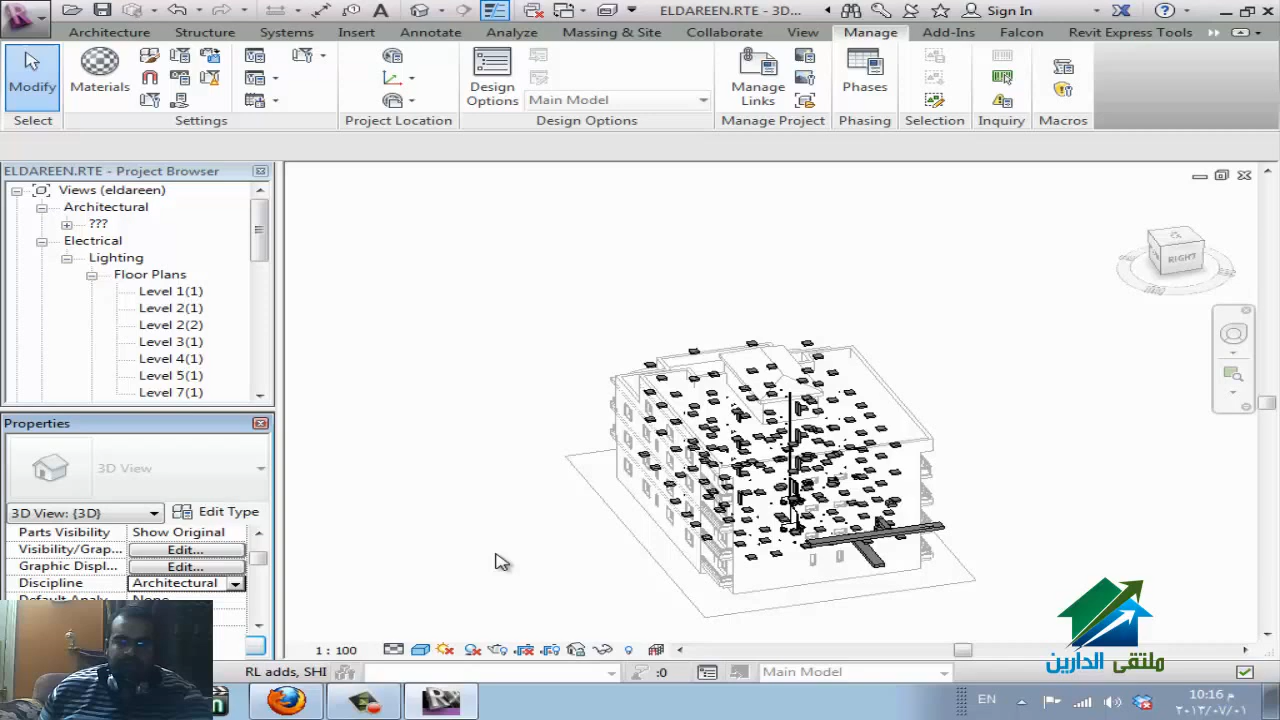 ELDAREEN.RTE - 3D...
Sign In
Architecture
Structure
Systems
Insert
Annotate
Analyze
Massing & Site
Collaborate
View
Manage
Add-Ins
Falcon
Revit Express Tools
Modify
Materials
Design
Options
Main Model
Manage
Links
Phases
Select
Settings
Project Location
Design Options
Manage Project
Phasing
Selection
Inquiry
Macros
ELDAREEN.RTE - Project Browser
Views (eldareen)
Architectural
???
Electrical
Lighting
Floor Plans
Level 1(1)
Level 2(1)
Level 2(2)
Level 3(1)
Level 4(1)
Level 5(1)
Level 7(1)
RIGHT
Properties
3D View
3D View: {3D}
Edit Type
Parts Visibility
Show Original
Visibility/Grap...
Edit...
Graphic Displ...
Edit...
Discipline
Architectural
None
1 : 100
ملتقى الدارين
RL adds, SHI
:0
Main Model
EN
10:16 م
٢٠١٣/٠٧/٠١